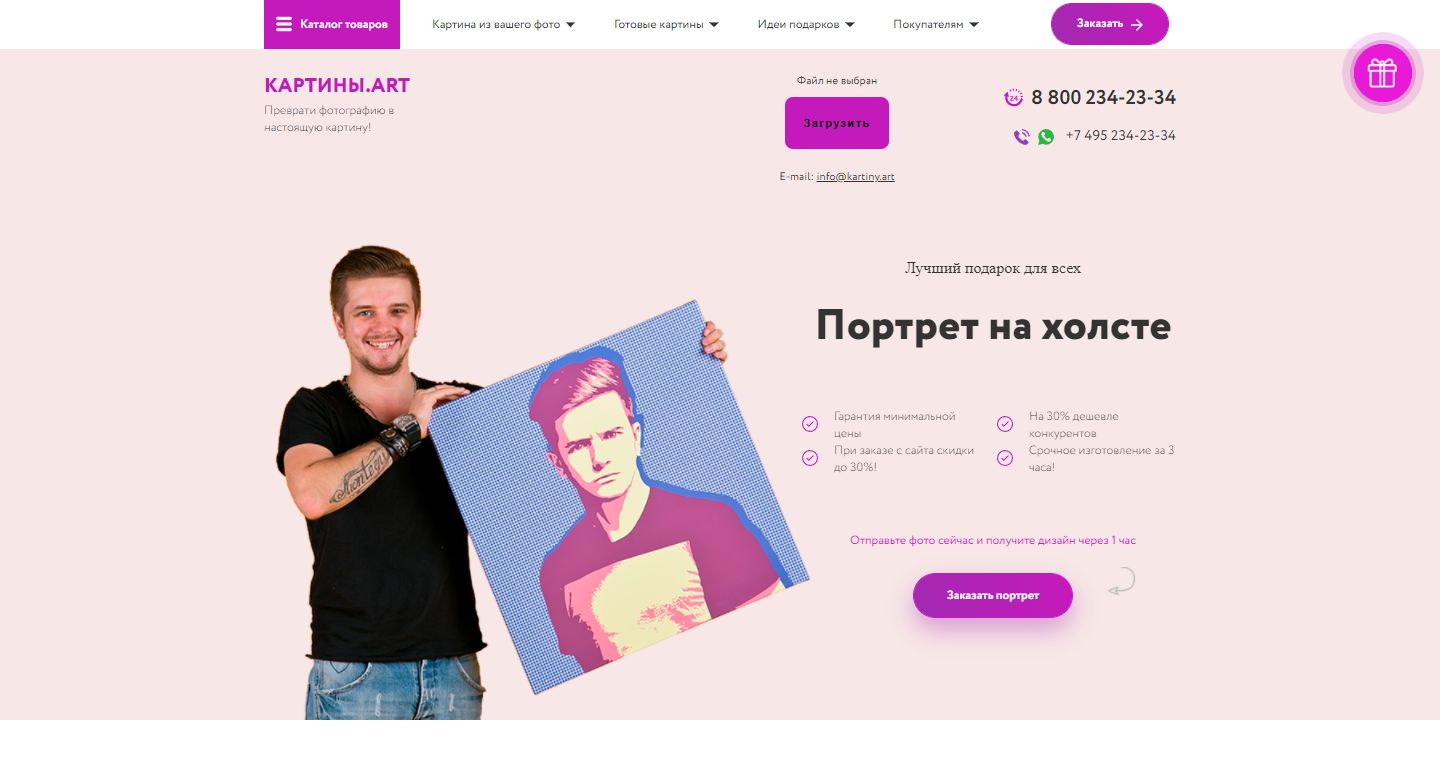 Каталог товаров
Картина из вашего фото
Готовые картины
Идеи подарков
Покупателям
Заказать
КАРТИНЫ.ART
Преврати фотографию в
настоящую картину!
Файл не выбран
Загрузить
E-mail: info@kartiny.art
24
8 800 234-23-34
+7 495 234-23-34
Лучший подарок для всех
Портрет на холсте
Гарантия минимальной
цены
На 30% дешевле
конкурентов
При заказе с сайта скидки
до 30%!
Срочное изготовление за 3
часа!
Отправьте фото сейчас и получите дизайн через 1 час
Заказать портрет